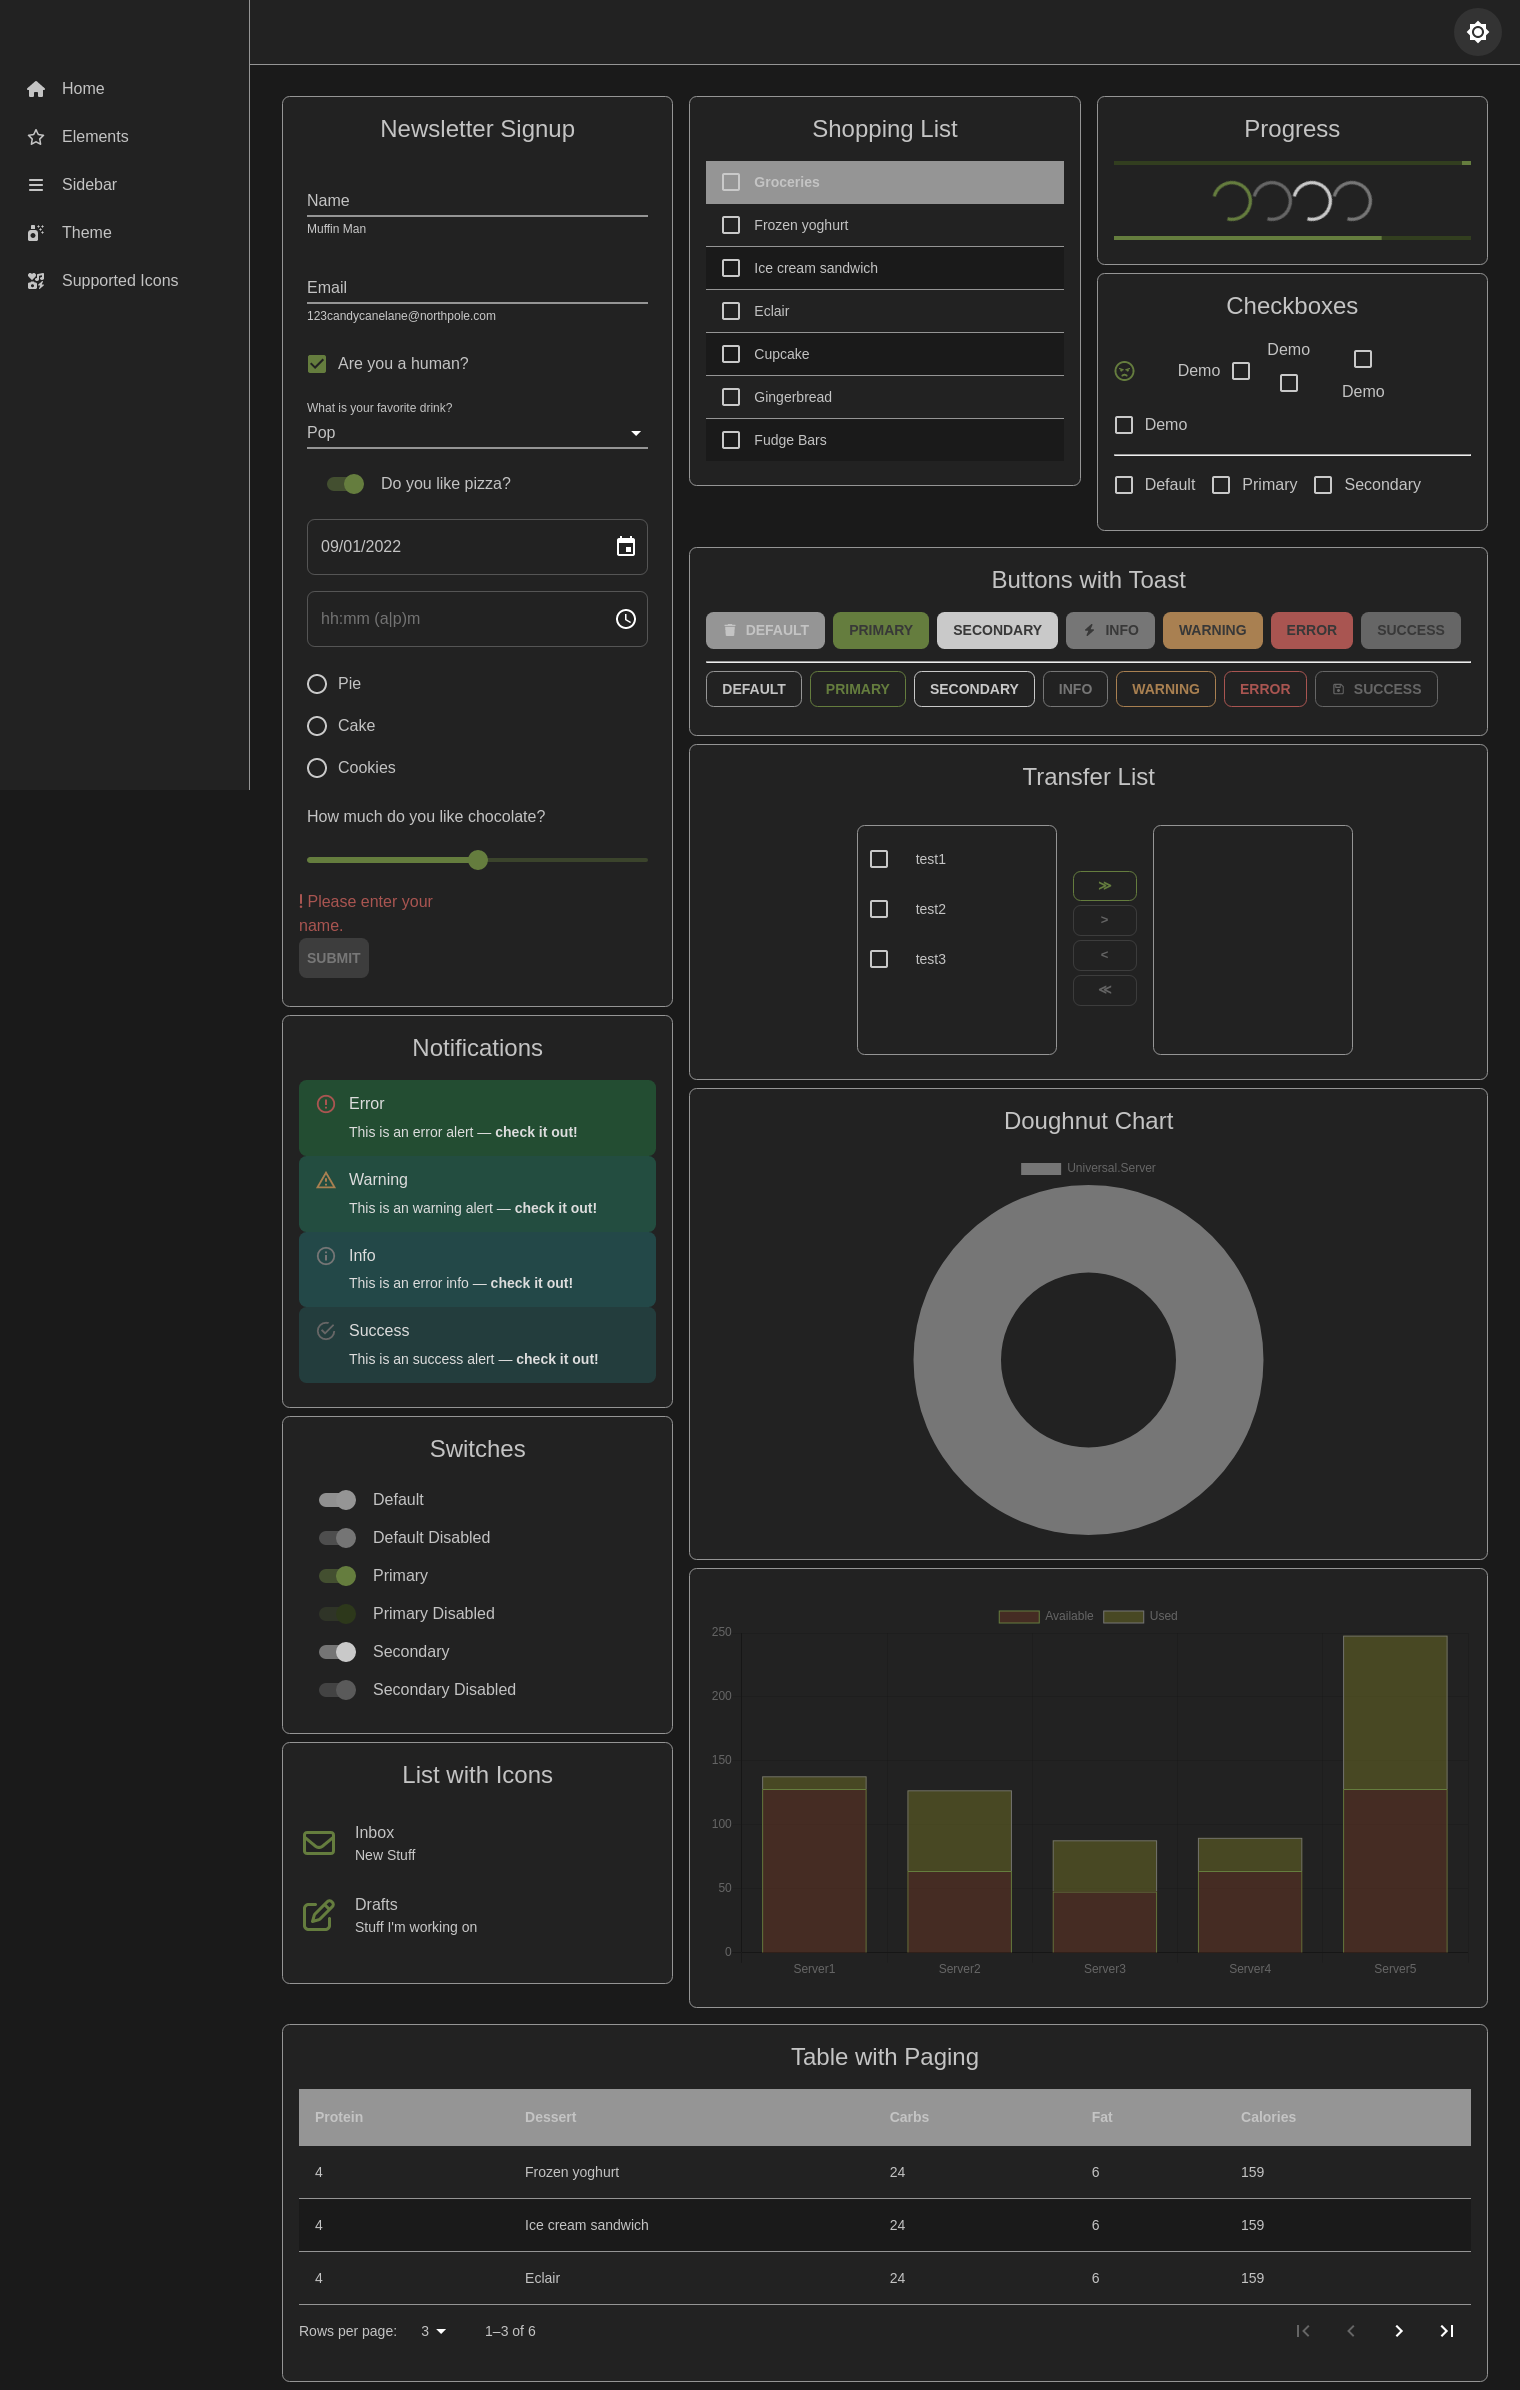 Home
Elements
Sidebar
Theme
Supported Icons
Newsletter Signup
Name
Muffin Man
Email
123candycanelane@northpole.com
Are you a human?
What is your favorite drink?
Pop
Do you like pizza?
09/01/2022
hh:mm (a|p)m
Pie
Cake
Cookies
How much do you like chocolate?
! Please enter your
name.
SUBMIT
Notifications
Error
This is an error alert — check it out!
Warning
This is an warning alert — check it out!
Info
This is an error info — check it out!
Success
This is an success alert — check it out!
Switches
Default
Default Disabled
Primary
Primary Disabled
Secondary
Secondary Disabled
List with Icons
Inbox
New Stuff
Drafts
Stuff I'm working on
Shopping List
Groceries
Frozen yoghurt
Ice cream sandwich
Eclair
Cupcake
Gingerbread
Fudge Bars
Progress
Checkboxes
Demo
Demo
Demo
Demo
Default Primary Secondary
Buttons with Toast
DEFAULT PRIMARY SECONDARY INFO WARNING ERROR SUCCESS
DEFAULT PRIMARY SECONDARY INFO WARNING ERROR SUCCESS
Transfer List
test1
test2
test3
≫
>
<
≪
Doughnut Chart
Universal.Server
Available Used
250
200
150
100
50
0
Server1 Server2 Server3 Server4 Server5
Table with Paging
Protein Dessert Carbs Fat Calories
4 Frozen yoghurt 24 6 159
4 Ice cream sandwich 24 6 159
4 Eclair 24 6 159
Rows per page: 3 1–3 of 6